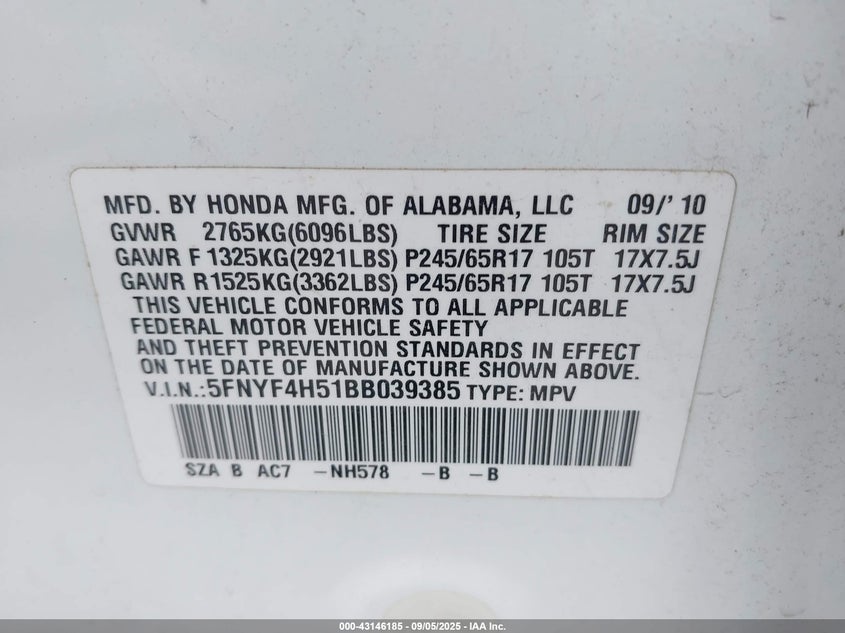 MFD. BY HONDA MFG. OF ALABAMA, LLC 09/' 10
GVWR 2765KG(6096LBS) TIRE SIZE RIM SIZE
GAWR F 1325KG(2921LBS) P245/65R17 105T 17X7.5J
GAWR R1525KG(3362LBS) P245/65R17 105T 17X7.5J
THIS VEHICLE CONFORMS TO ALL APPLICABLE
FEDERAL MOTOR VEHICLE SAFETY
AND THEFT PREVENTION STANDARDS IN EFFECT
ON THE DATE OF MANUFACTURE SHOWN ABOVE.
V.I.N.:5FNYF4H51BB039385 TYPE: MPV
SZA B AC7 -NH578 -B -B
000-43146185 - 09/05/2025 - IAA Inc.